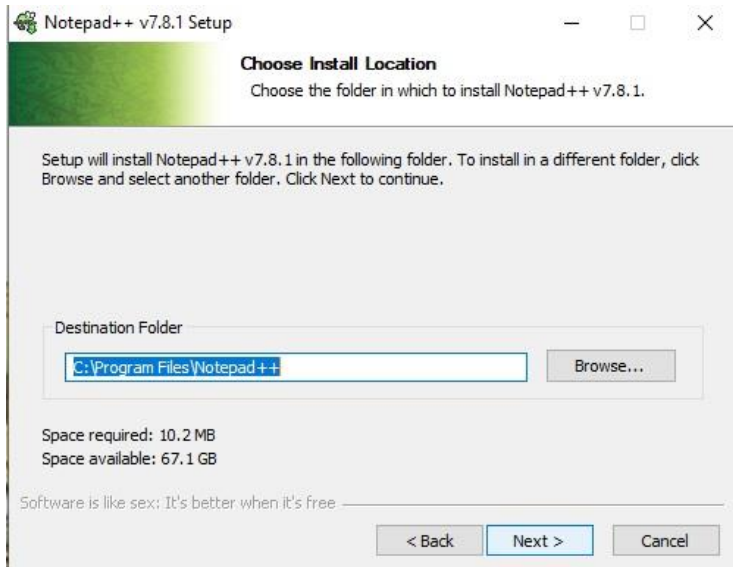 Notepad++ v7.8.1 Setup
Choose Install Location
Choose the folder in which to install Notepad++ v7.8.1.
Setup will install Notepad++ v7.8.1 in the following folder. To install in a different folder, click
Browse and select another folder. Click Next to continue.
Destination Folder
C:\Program Files\Notepad++
Browse...
Space required: 10.2 MB
Space available: 67.1 GB
Software is like sex: It's better when it's free
< Back Next > Cancel